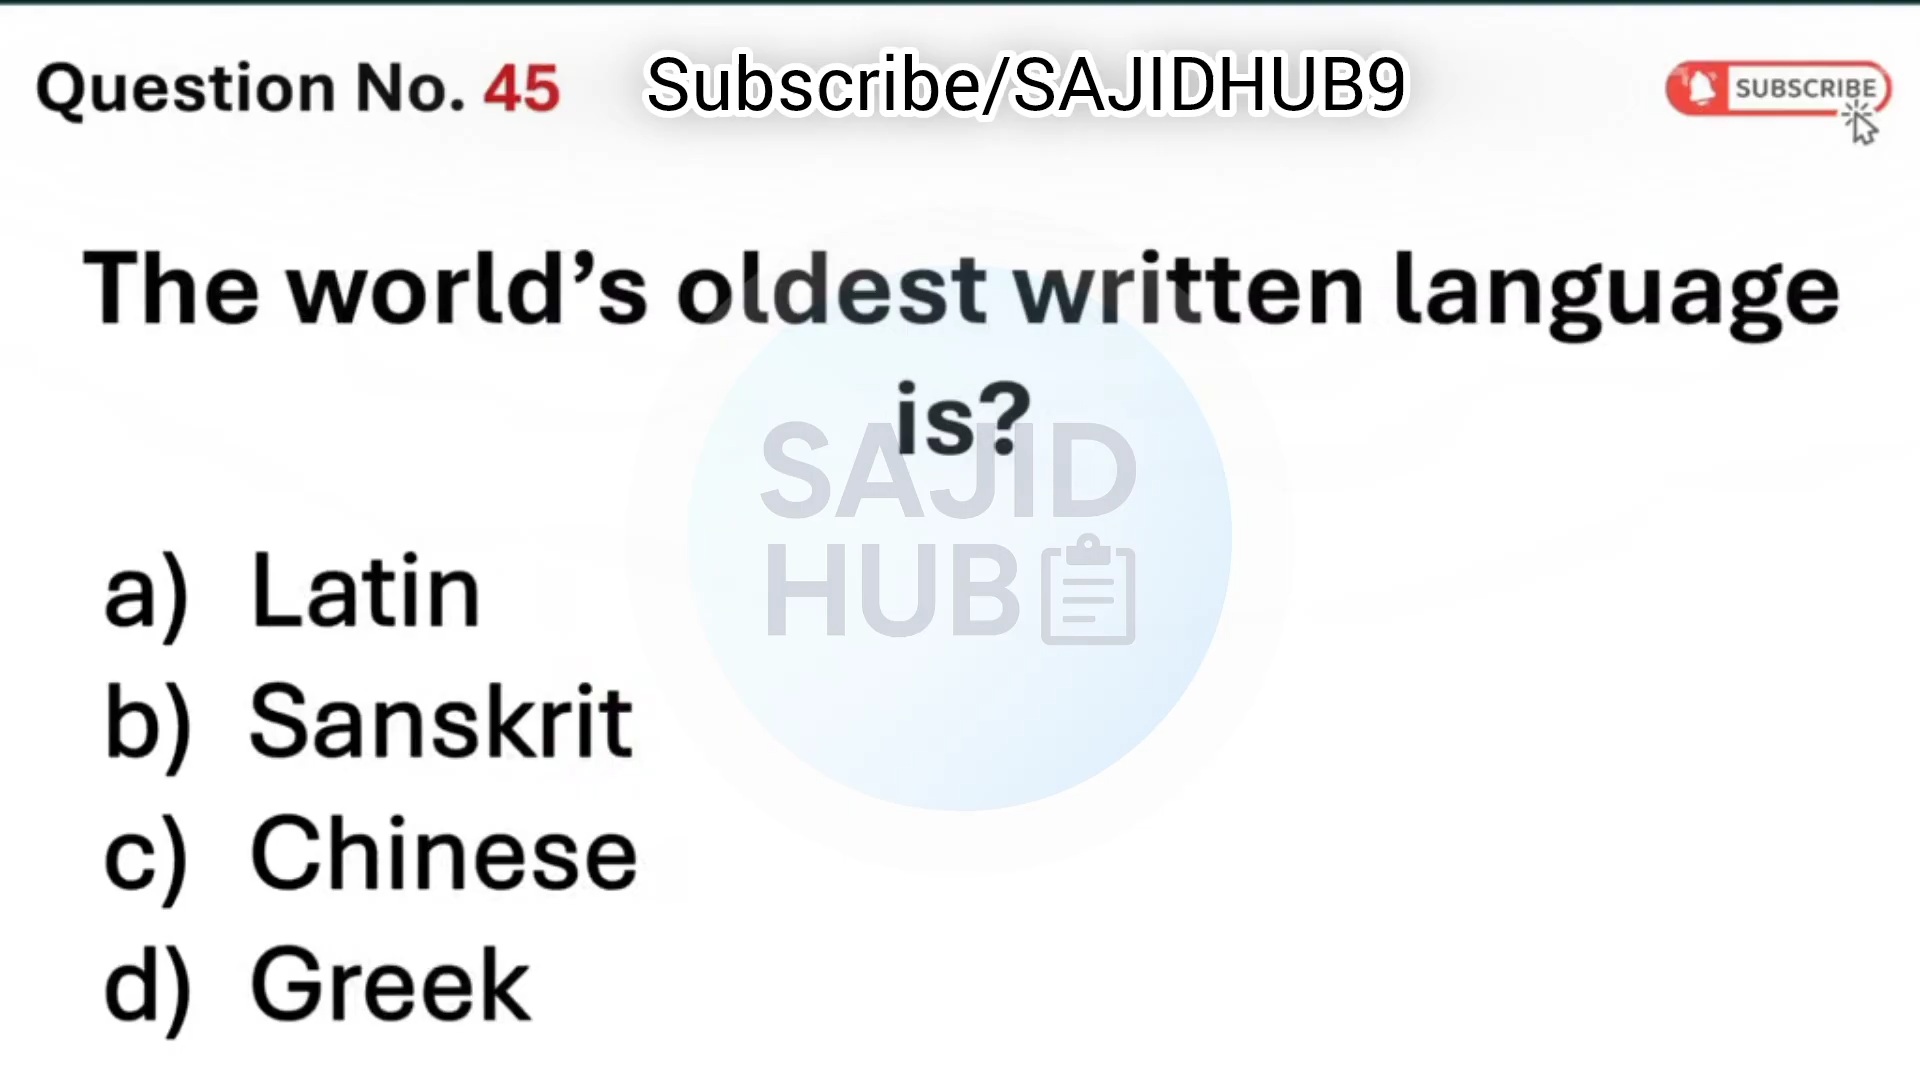 Question No. 45 Subscribe/SAJIDHUB9 SUBSCRIBE
The world’s oldest written language
is?
SAJID
HUB
a) Latin
b) Sanskrit
c) Chinese
d) Greek